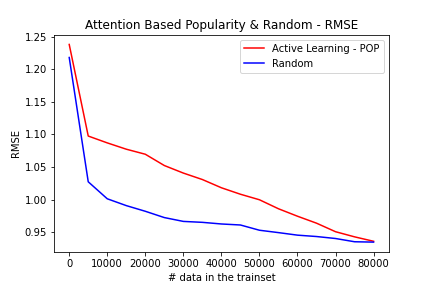 Attention Based Popularity & Random - RMSE
1.25
1.20
1.15
1.10
1.05
1.00
0.95
RMSE
Active Learning - POP
Random
0 10000 20000 30000 40000 50000 60000 70000 80000
# data in the trainset